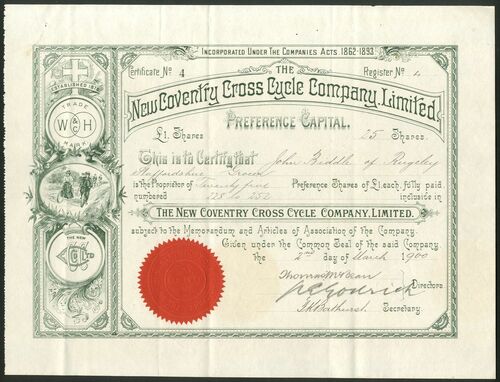 INCORPORATED UNDER THE COMPANIES ACTS, 1862-1893.
Certificate No 4
THE
Register No
New Coventry Cross Cycle Company, Limited.
PREFERENCE CAPITAL.
£1. Shares
25 Shares.
This is to Certify that John Biddle of Rugeley
Staffordshire Grocer
is the Proprietor of Twenty five Preference Shares of £1. each, fully paid,
numbered 228 to 252 inclusive in
THE NEW COVENTRY CROSS CYCLE COMPANY, LIMITED.
subject to the Memorandum and Articles of Association of the Company.
Given under the Common Seal of the said Company
the 2nd day of March 1900
Directors
Secretary.
ESTABLISHED
TRADE
W & C H
MARK
THE NEW
LTD